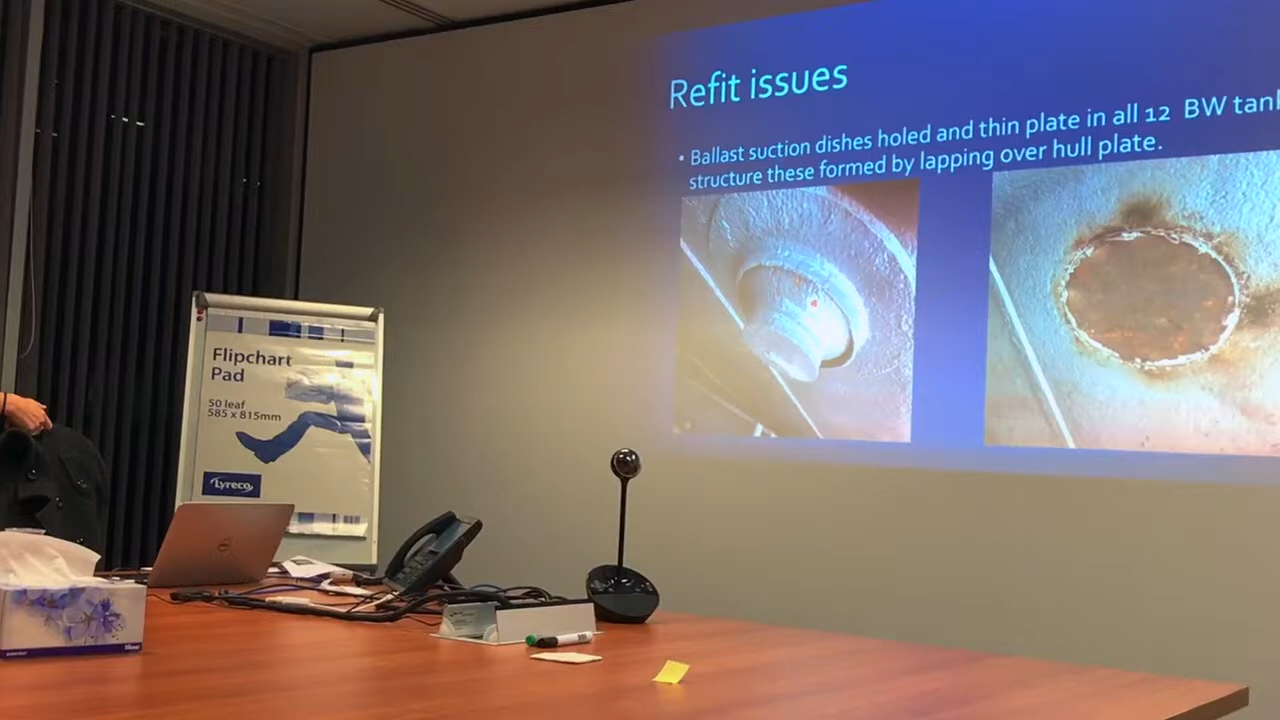 Refit issues
• Ballast suction dishes holed and thin plate in all 12 BW tank
structure these formed by lapping over hull plate.
Flipchart
Pad
50 leaf
585 x 815mm
Lyreco
DELL